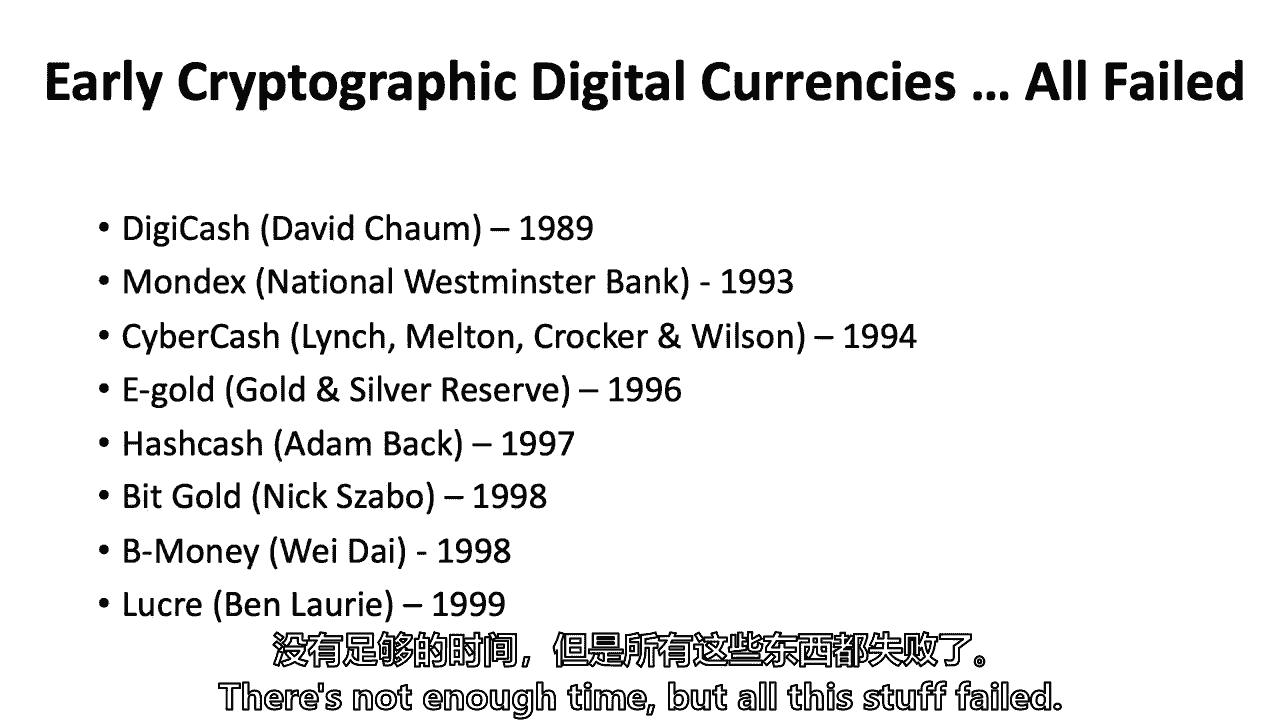 Early Cryptographic Digital Currencies ... All Failed
• DigiCash (David Chaum) – 1989
• Mondex (National Westminster Bank) - 1993
• CyberCash (Lynch, Melton, Crocker & Wilson) – 1994
• E-gold (Gold & Silver Reserve) – 1996
• Hashcash (Adam Back) – 1997
• Bit Gold (Nick Szabo) – 1998
• B-Money (Wei Dai) - 1998
• Lucre (Ben Laurie) – 1999
没有足够的时间，但是所有这些东西都失败了。
There's not enough time, but all this stuff failed.